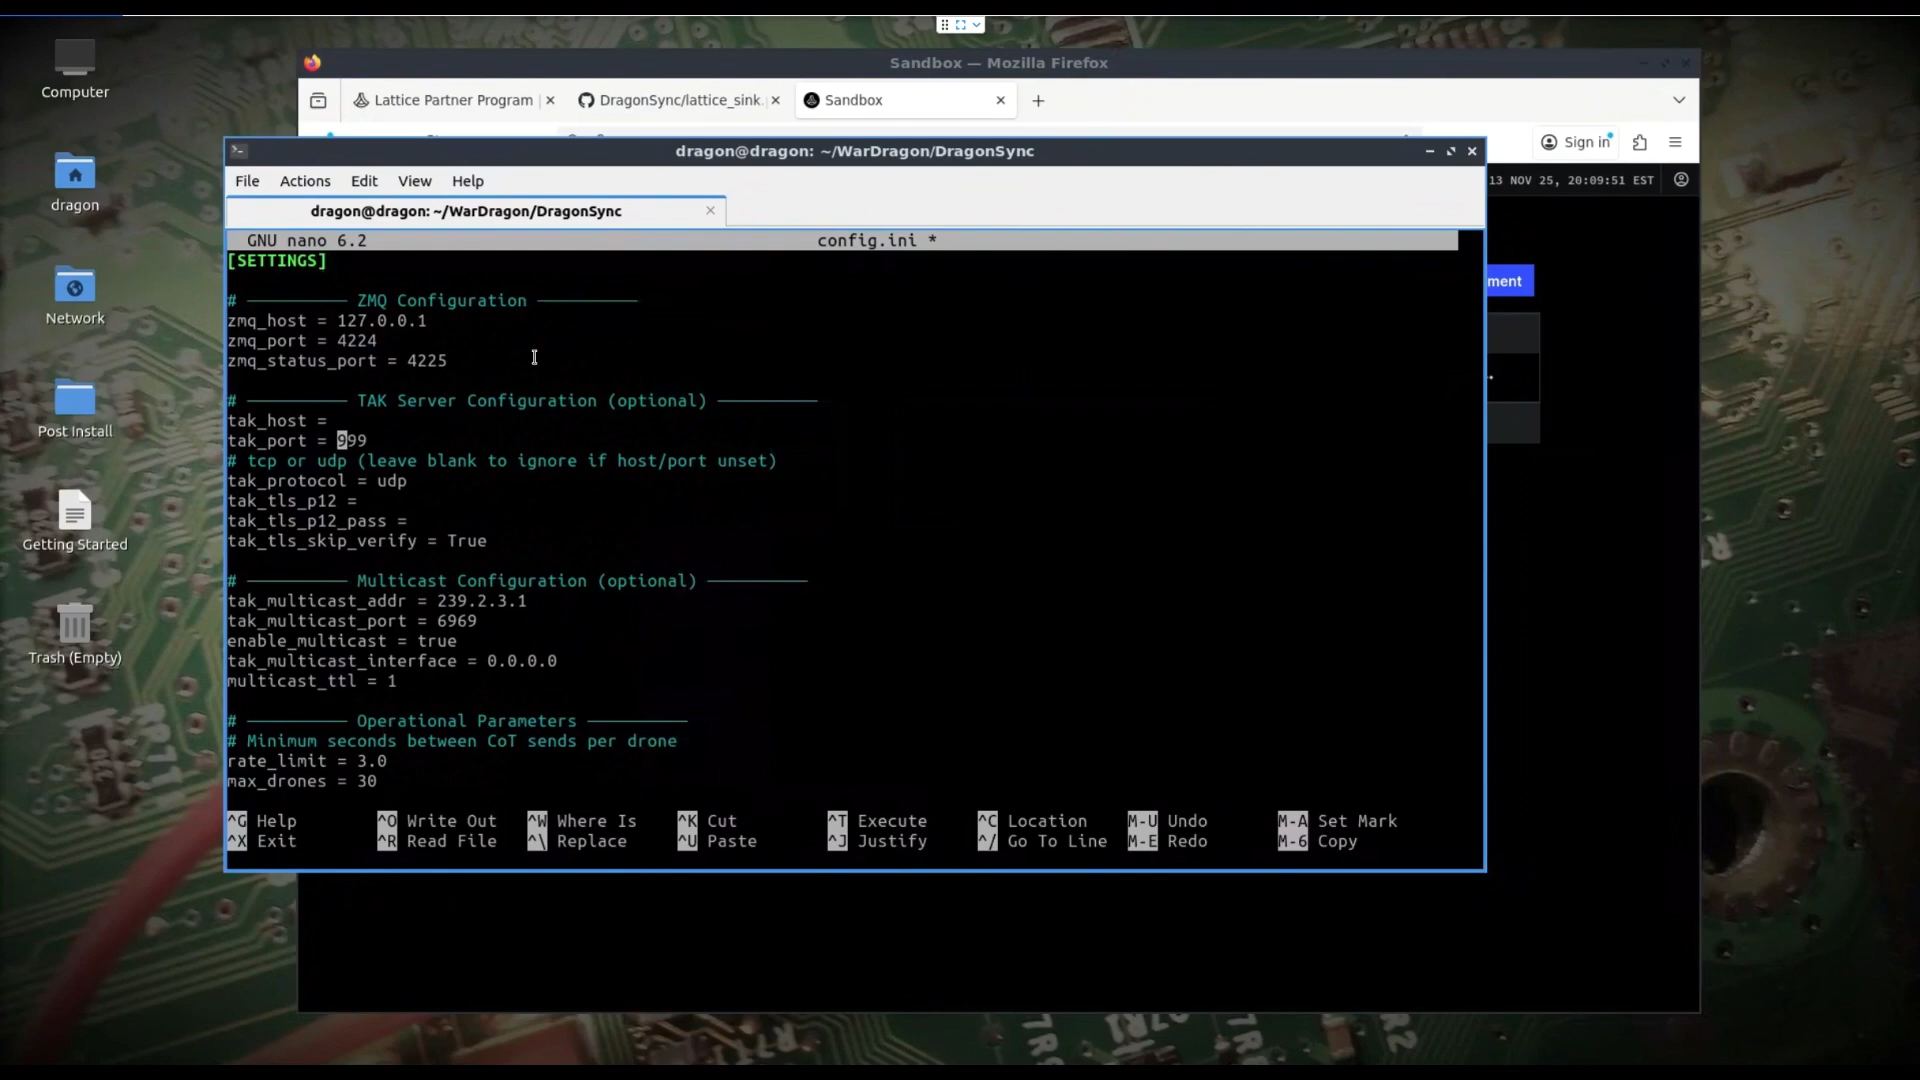 Computer
dragon
Network
Post Install
Getting Started
Trash (Empty)
Sandbox — Mozilla Firefox
Lattice Partner Program
DragonSync/lattice_sink.
Sandbox
Sign in
13 NOV 25, 20:09:51 EST
ment
dragon@dragon: ~/WarDragon/DragonSync
File Actions Edit View Help
dragon@dragon: ~/WarDragon/DragonSync
GNU nano 6.2 config.ini *
[SETTINGS]
# ────────── ZMQ Configuration ──────────
zmq_host = 127.0.0.1
zmq_port = 4224
zmq_status_port = 4225
# ────────── TAK Server Configuration (optional) ──────────
tak_host =
tak_port = 999
# tcp or udp (leave blank to ignore if host/port unset)
tak_protocol = udp
tak_tls_p12 =
tak_tls_p12_pass =
tak_tls_skip_verify = True
# ────────── Multicast Configuration (optional) ──────────
tak_multicast_addr = 239.2.3.1
tak_multicast_port = 6969
enable_multicast = true
tak_multicast_interface = 0.0.0.0
multicast_ttl = 1
# ────────── Operational Parameters ──────────
# Minimum seconds between CoT sends per drone
rate_limit = 3.0
max_drones = 30
^G Help ^O Write Out ^W Where Is ^K Cut ^T Execute ^C Location M-U Undo M-A Set Mark
^X Exit ^R Read File ^\ Replace ^U Paste ^J Justify ^/ Go To Line M-E Redo M-6 Copy